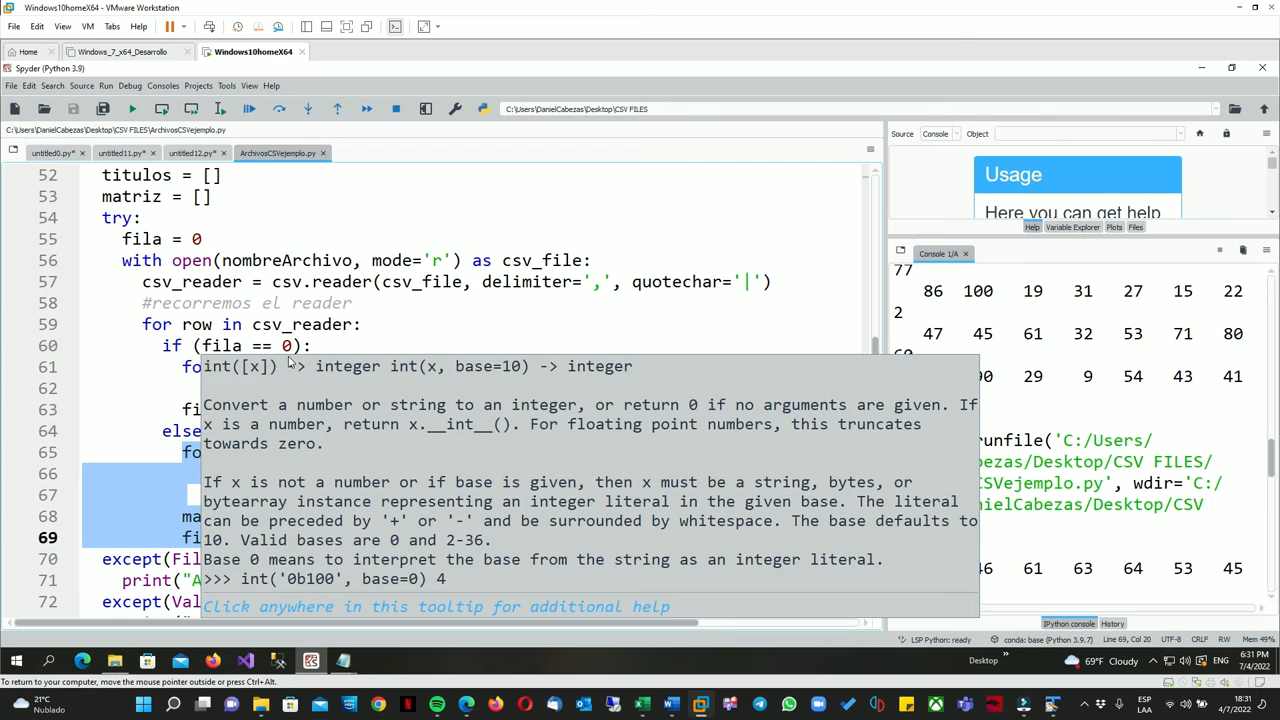 Windows10homeX64 - VMware Workstation
File Edit View VM Tabs Help
Home Windows_7_x64_Desarrollo Windows10homeX64
Spyder (Python 3.9)
File Edit Search Source Run Debug Consoles Projects Tools View Help
C:\Users\DanielCabezas\Desktop\CSV FILES
C:\Users\DanielCabezas\Desktop\CSV FILES\ArchivosCSVejemplo.py
untitled0.py* untitled11.py* untitled12.py* ArchivosCSVejemplo.py
52 titulos = []
53 matriz = []
54 try:
55 fila = 0
56 with open(nombreArchivo, mode='r') as csv_file:
57 csv_reader = csv.reader(csv_file, delimiter=',', quotechar='|')
58 #recorremos el reader
59 for row in csv_reader:
60 if (fila == 0):
61 fo
62
63 fi
64 else
65 fo
66
67
68 ma
69 fi
70 except(Fil
71 print("A
72 except(Val
int([x]) -> integer int(x, base=10) -> integer
Convert a number or string to an integer, or return 0 if no arguments are given. If
x is a number, return x.__int__(). For floating point numbers, this truncates
towards zero.
If x is not a number or if base is given, then x must be a string, bytes, or
bytearray instance representing an integer literal in the given base. The literal
can be preceded by '+' or '-' and be surrounded by whitespace. The base defaults to
10. Valid bases are 0 and 2-36.
Base 0 means to interpret the base from the string as an integer literal.
>>> int('0b100', base=0) 4
Click anywhere in this tooltip for additional help
Source Console Object
Usage
Here you can get help
Help Variable Explorer Plots Files
Console 1/A
77
86 100 19 31 27 15 22
2
47 45 61 32 53 71 80
60
90 29 9 54 43 41
runfile('C:/Users/
bezas/Desktop/CSV FILES/
CSVejemplo.py', wdir='C:/
nielCabezas/Desktop/CSV
46 61 68 63 53 45
IPython console History
LSP Python: ready conda: base (Python 3.9.7) Line 69, Col 20 UTF-8 CRLF RW Mem 49%
Desktop 69°F Cloudy ENG 6:31 PM 7/4/2022
To return to your computer, move the mouse pointer outside or press Ctrl+Alt.
21°C
Nublado
ESP
LAA
18:31
4/7/2022